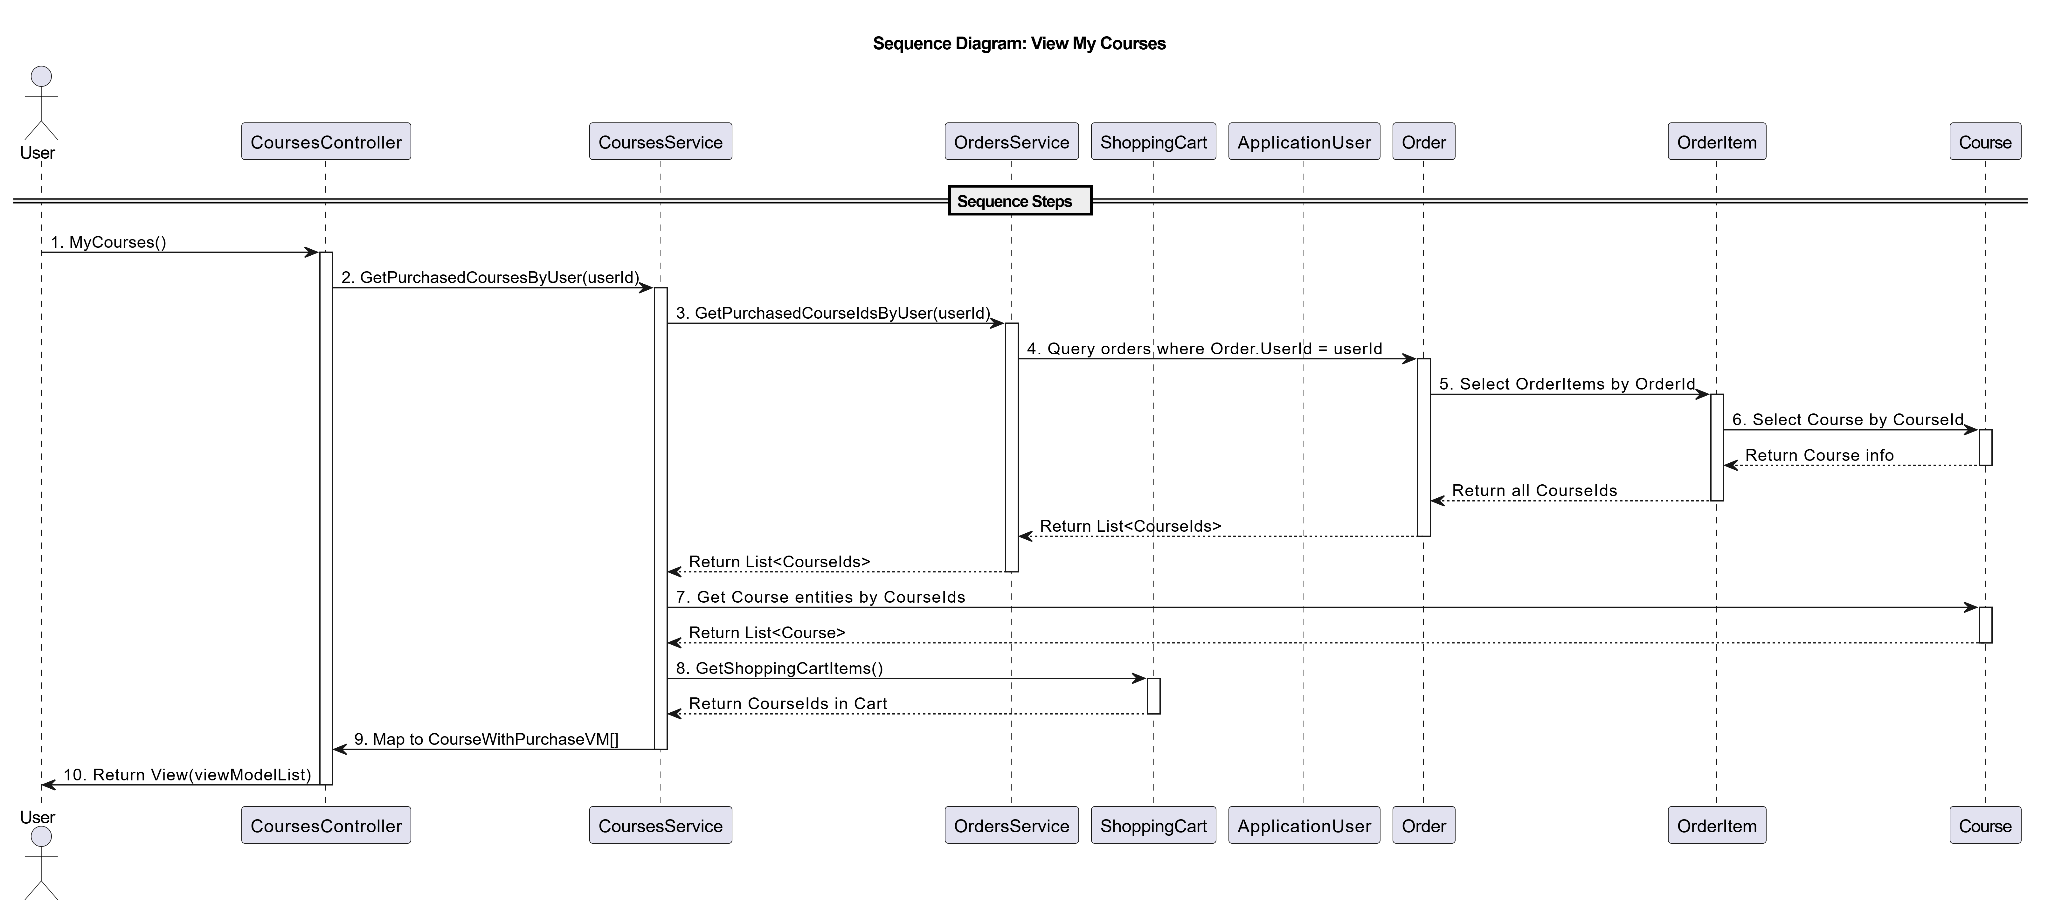 Sequence Diagram: View My Courses
User
CoursesController
CoursesService
OrdersService
ShoppingCart
ApplicationUser
Order
OrderItem
Course
Sequence Steps
1. MyCourses()
2. GetPurchasedCoursesByUser(userId)
3. GetPurchasedCourseIdsByUser(userId)
4. Query orders where Order.UserId = userId
5. Select OrderItems by OrderId
6. Select Course by CourseId
Return Course info
Return all CourseIds
Return List<CourseIds>
Return List<CourseIds>
7. Get Course entities by CourseIds
Return List<Course>
8. GetShoppingCartItems()
Return CourseIds in Cart
9. Map to CourseWithPurchaseVM[]
10. Return View(viewModelList)
User
CoursesController
CoursesService
OrdersService
ShoppingCart
ApplicationUser
Order
OrderItem
Course